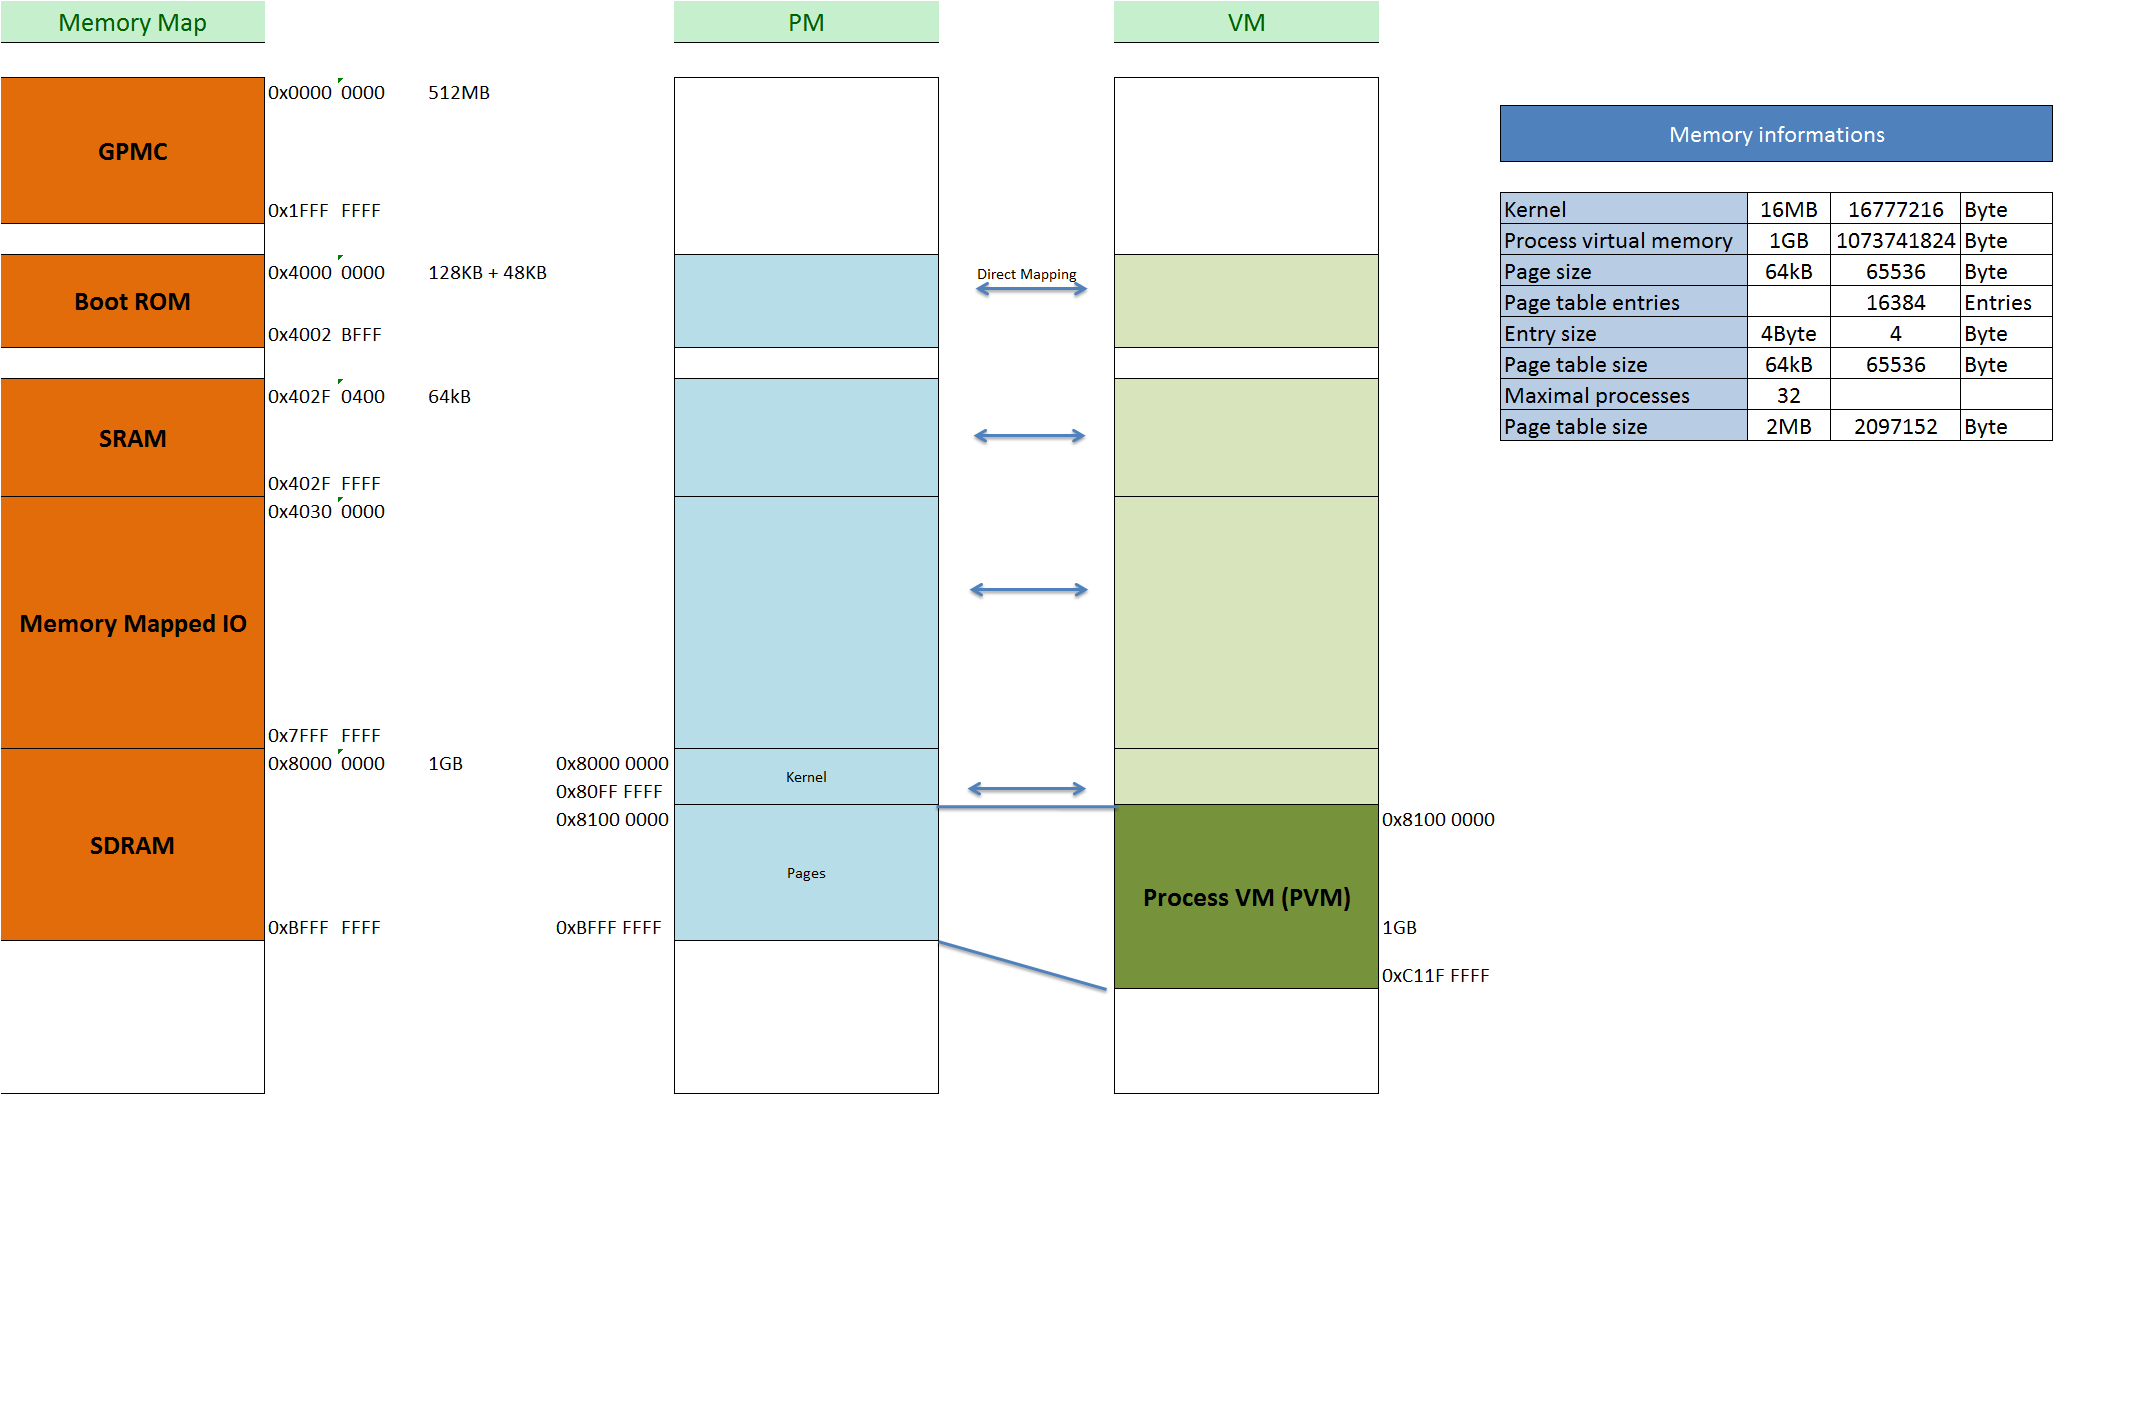 Memory Map PM VM
0x0000 0000 512MB
GPMC
0x1FFF FFFF
Memory informations
Kernel 16MB 16777216 Byte
Process virtual memory 1GB 1073741824 Byte
Page size 64kB 65536 Byte
Page table entries 16384 Entries
Entry size 4Byte 4 Byte
Page table size 64kB 65536 Byte
Maximal processes 32
Page table size 2MB 2097152 Byte
0x4000 0000 128KB + 48KB
Direct Mapping
Boot ROM
0x4002 BFFF
0x402F 0400 64kB
SRAM
0x402F FFFF
0x4030 0000
Memory Mapped IO
0x7FFF FFFF
0x8000 0000 1GB 0x8000 0000
Kernel
0x80FF FFFF
0x8100 0000 0x8100 0000
SDRAM
Pages
Process VM (PVM)
0xBFFF FFFF 0xBFFF FFFF 1GB
0xC11F FFFF